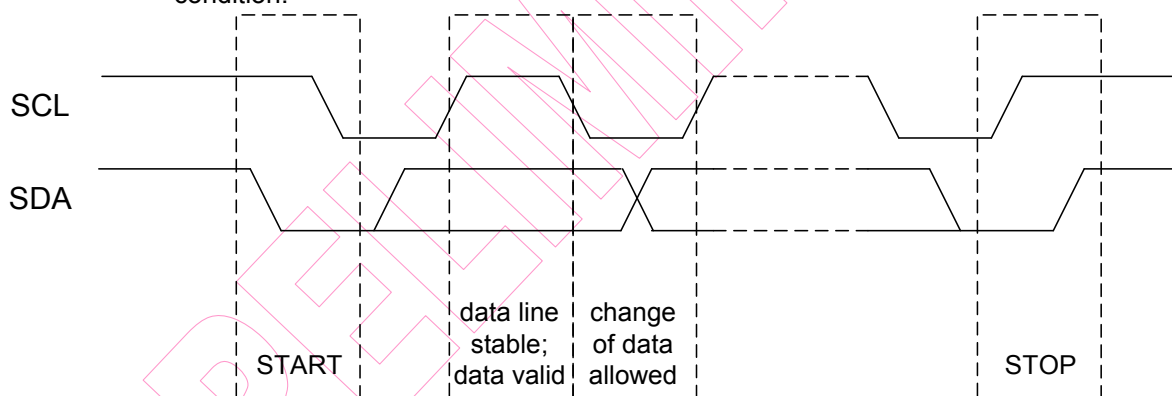 condition.
SCL
SDA
START
data line
stable;
data valid
change
of data
allowed
STOP